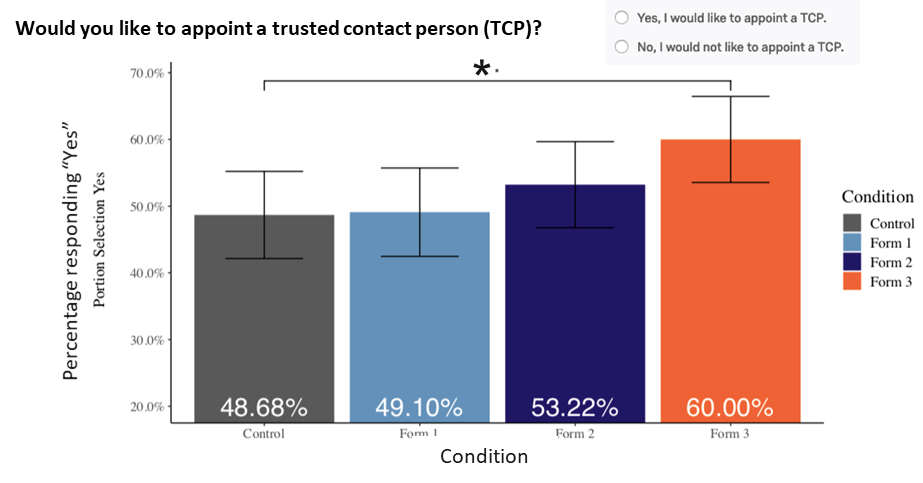 Would you like to appoint a trusted contact person (TCP)?
Yes, I would like to appoint a TCP.
No, I would not like to appoint a TCP.
*.
Percentage responding “Yes”
Portion Selection Yes
70.0%
60.0%
50.0%
40.0%
30.0%
20.0%
48.68%
49.10%
53.22%
60.00%
Control
Form 1
Form 2
Form 3
Condition
Condition
Control
Form 1
Form 2
Form 3